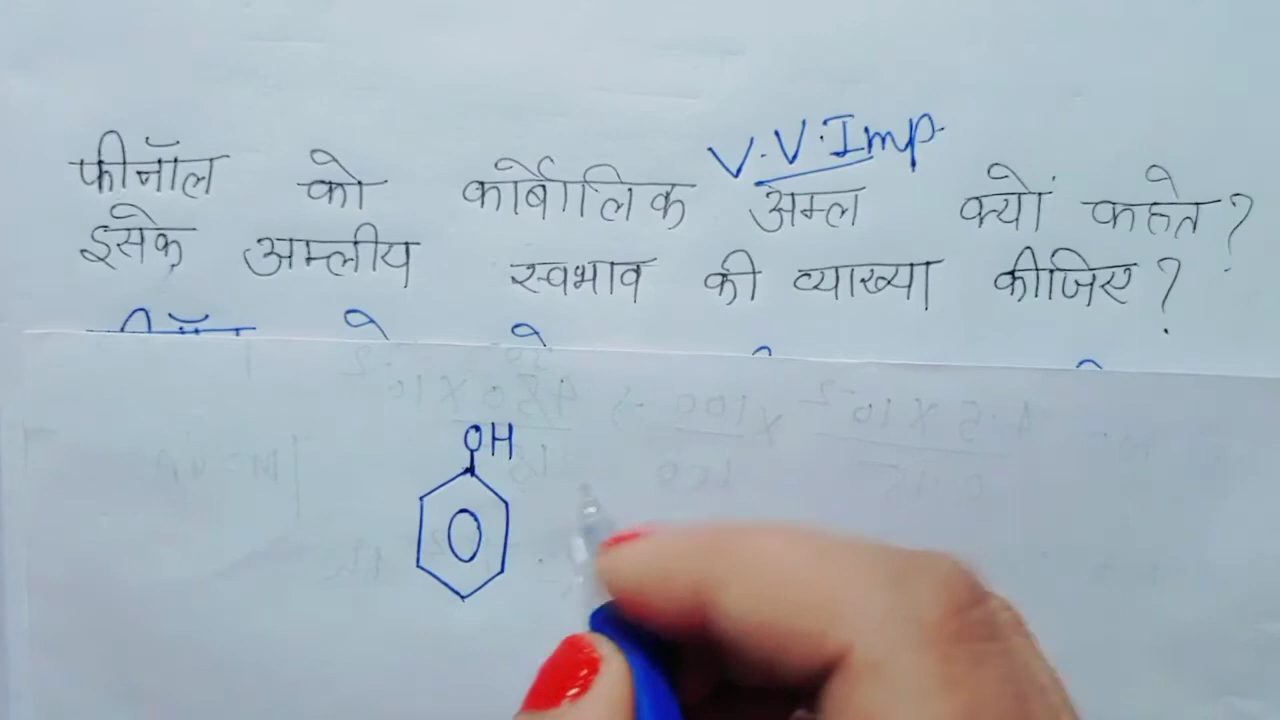 V.V.Imp.
फीनॉल को कार्बोलिक अम्ल क्यों कहते?
इसके अम्लीय स्वभाव की व्याख्या कीजिए?
OH